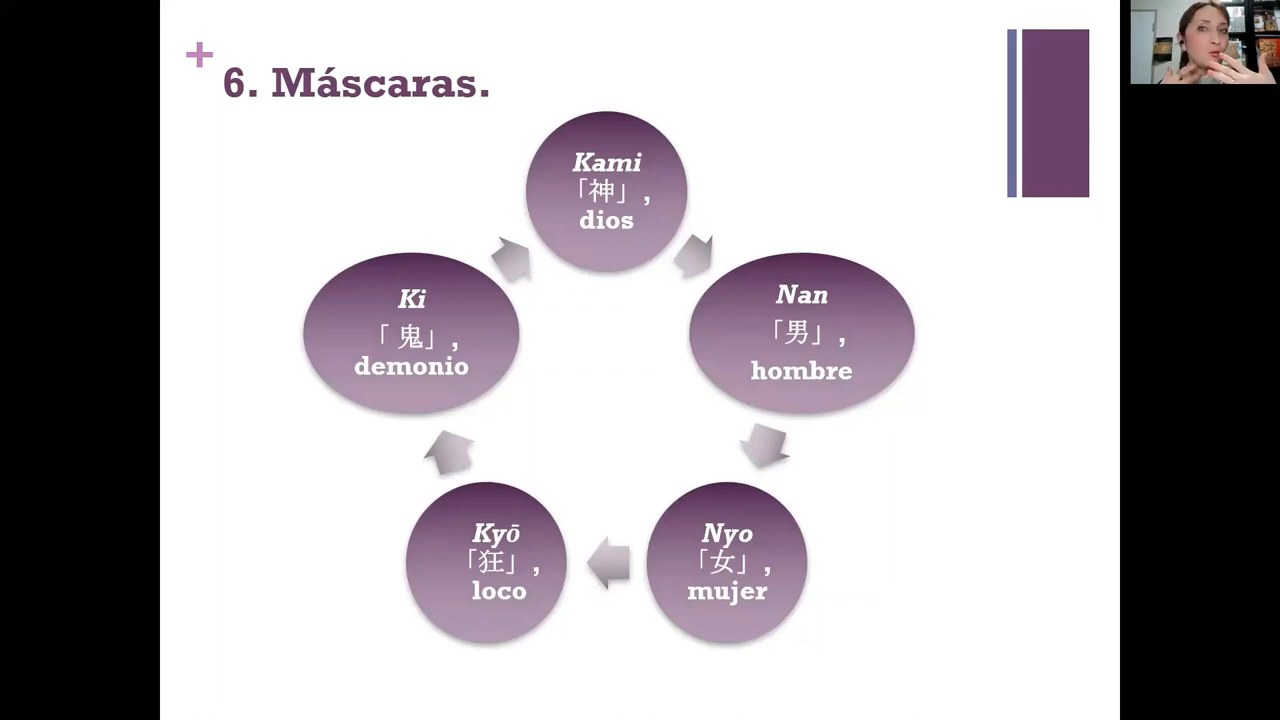 +
6. Máscaras.
Kami
「神」,
dios
Nan
「男」,
hombre
Nyo
「女」,
mujer
Kyō
「狂」,
loco
Ki
「 鬼」,
demonio